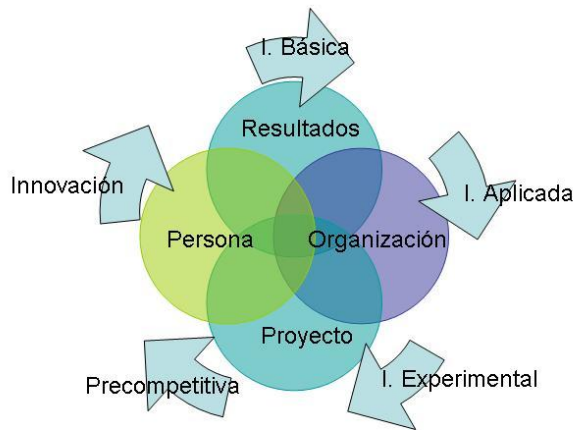 I. Básica
Resultados
Innovación
I. Aplicada
Persona
Organización
Proyecto
Precompetitiva
I. Experimental